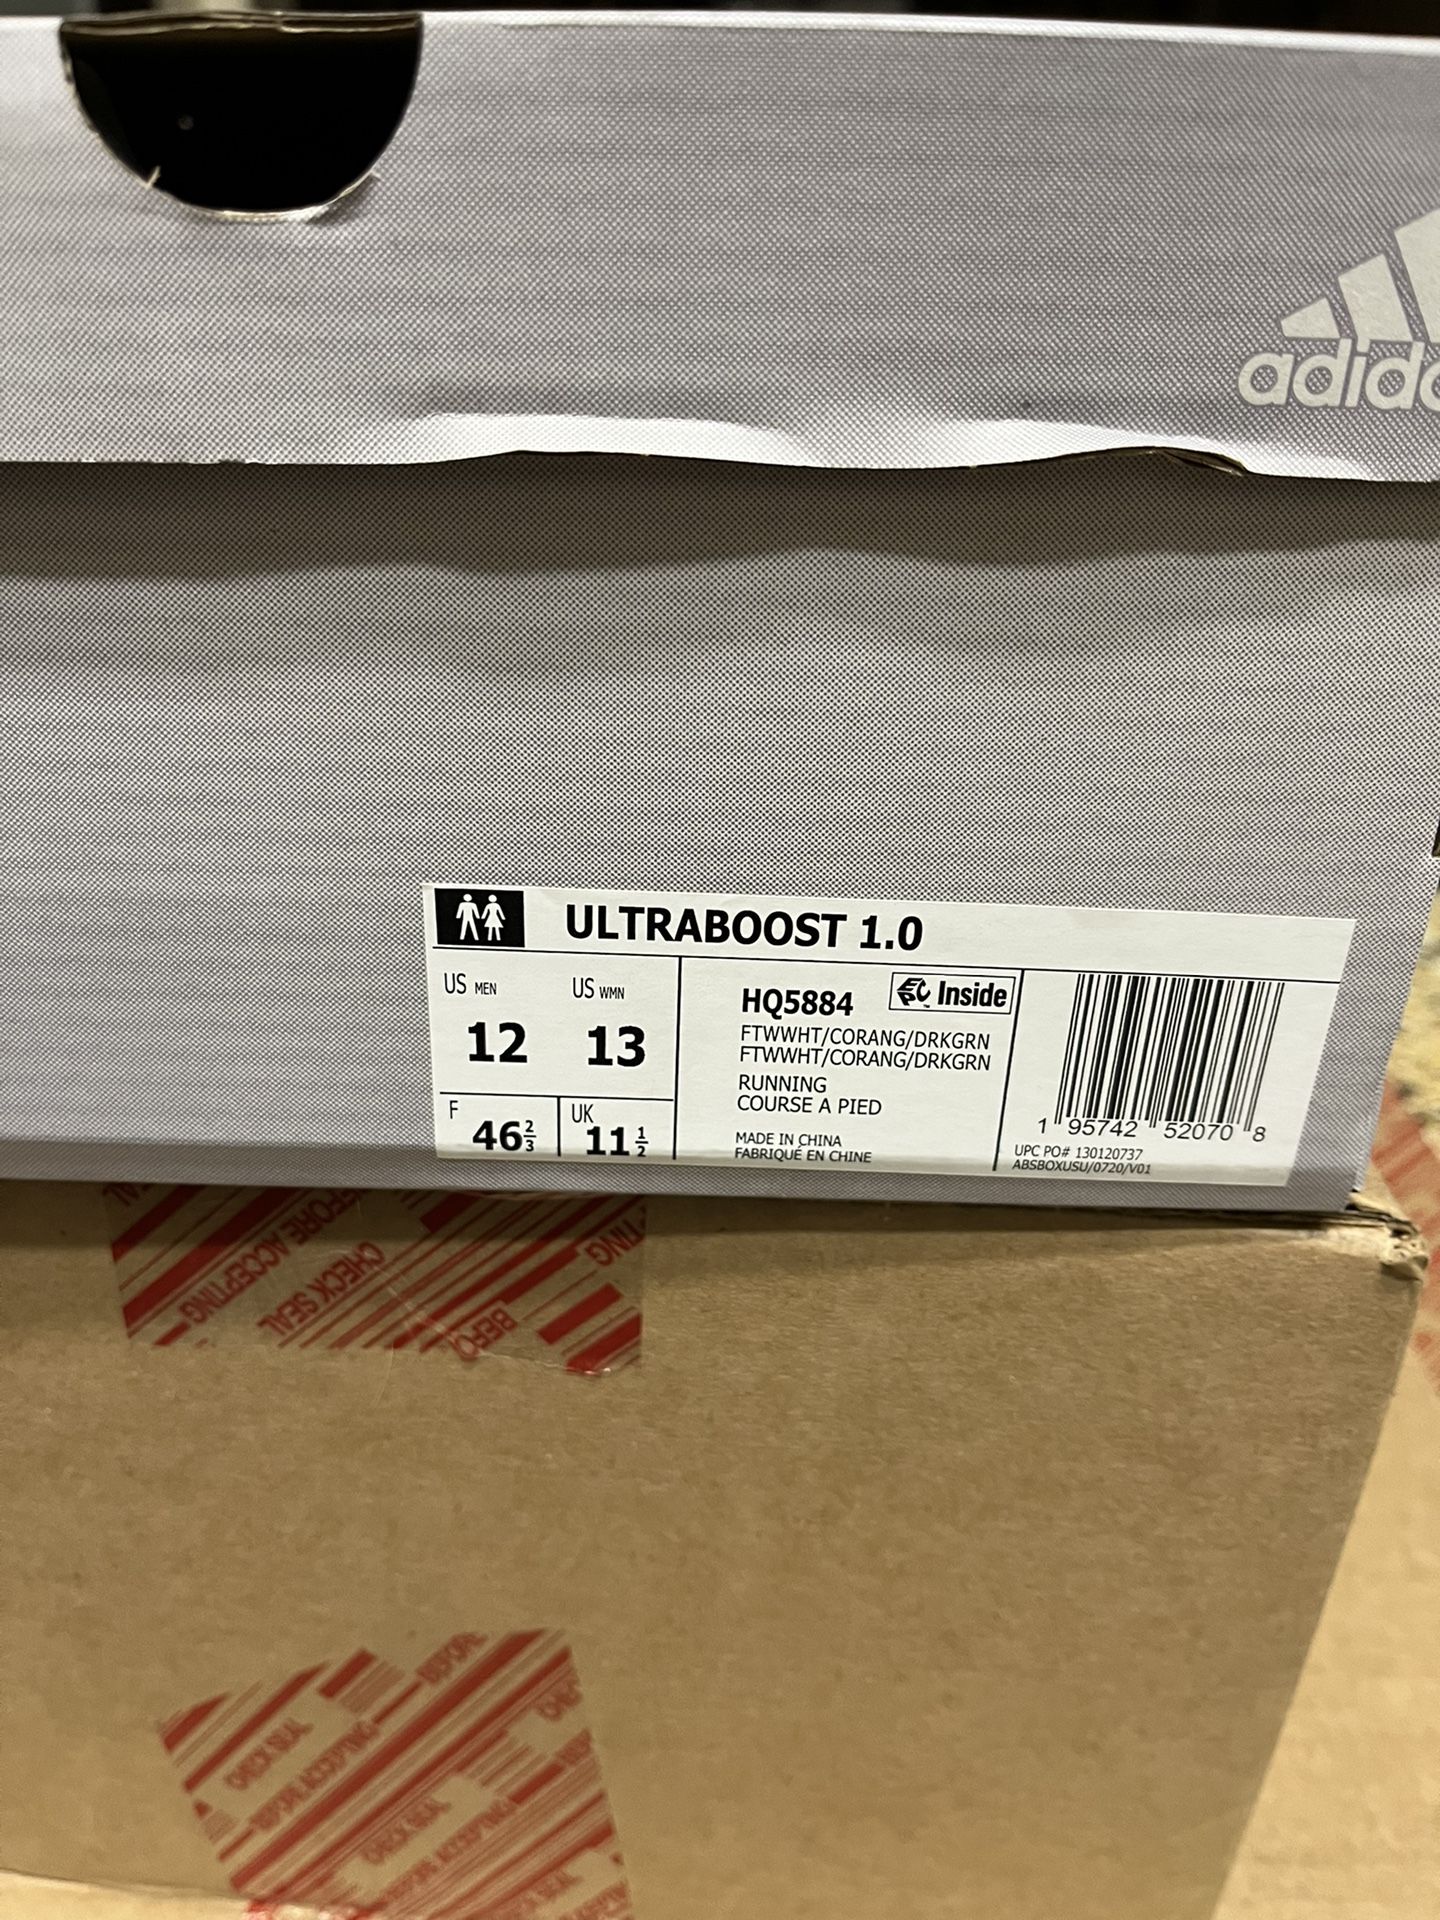 adida
ULTRABOOST 1.0
US MEN
12
US WMN
13
F
46 2/3
UK
11 1/2
HQ5884
Inside
FTWWHT/CORANG/DRKGRN
FTWWHT/CORANG/DRKGRN
RUNNING
COURSE A PIED
MADE IN CHINA
FABRIQUÉ EN CHINE
1 95742 52070 8
UPC PO# 130120737
ABSBOXUSU/0720/V01
BEFORE ACCEPTING
CHECK SEAL